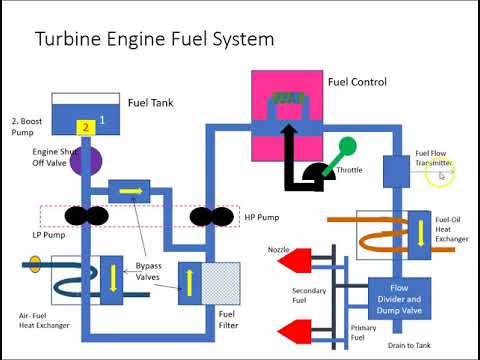 Turbine Engine Fuel System
Fuel Tank
1
2
2. Boost
Pump
Engine Shut
Off Valve
Fuel Control
Throttle
Fuel Flow
Transmitter
LP Pump
HP Pump
Fuel-Oil
Heat
Exchanger
Bypass
Valves
Nozzle
Air- Fuel
Heat Exchanger
Fuel
Filter
Secondary
Fuel
Primary
Fuel
Flow
Divider and
Dump Valve
Drain to Tank